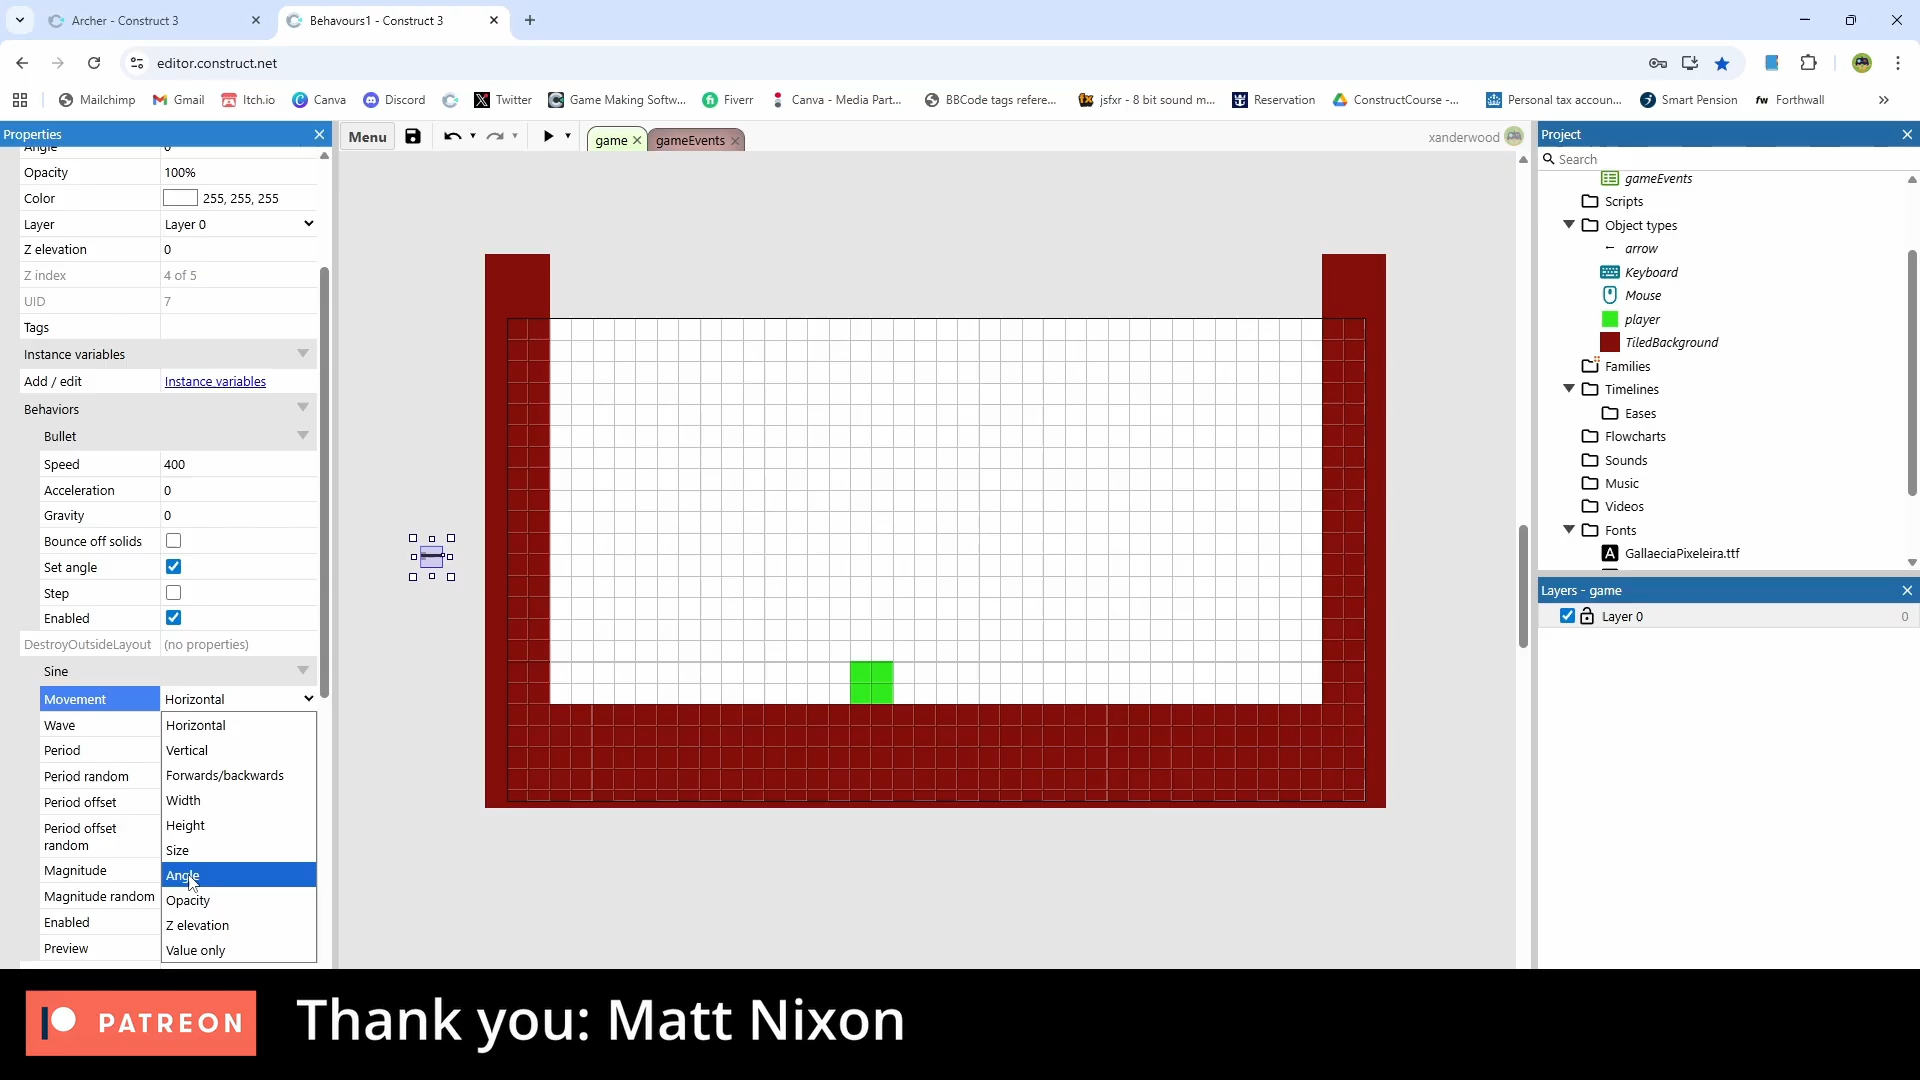 Archer - Construct 3
Behavours1 - Construct 3
editor.construct.net
Mailchimp
Gmail
Itch.io
Canva
Discord
Twitter
Game Making Softw...
Fiverr
Canva - Media Part...
BBCode tags refere...
jsfxr - 8 bit sound m...
Reservation
ConstructCourse -...
Personal tax accoun...
Smart Pension
fw Forthwall
Properties
Menu
game
gameEvents
xanderwood
Project
Angle 0
Opacity 100%
Color 255, 255, 255
Layer Layer 0
Z elevation 0
Z index 4 of 5
UID 7
Tags
Instance variables
Add / edit Instance variables
Behaviors
Bullet
Speed 400
Acceleration 0
Gravity 0
Bounce off solids
Set angle
Step
Enabled
DestroyOutsideLayout (no properties)
Sine
Movement Horizontal
Wave
Period
Period random
Period offset
Period offset
random
Magnitude
Magnitude random
Enabled
Preview
Horizontal
Vertical
Forwards/backwards
Width
Height
Size
Angle
Opacity
Z elevation
Value only
Search
gameEvents
Scripts
Object types
arrow
Keyboard
Mouse
player
TiledBackground
Families
Timelines
Eases
Flowcharts
Sounds
Music
Videos
Fonts
A GallaeciaPixeleira.ttf
Layers - game
Layer 0 0
PATREON
Thank you: Matt Nixon